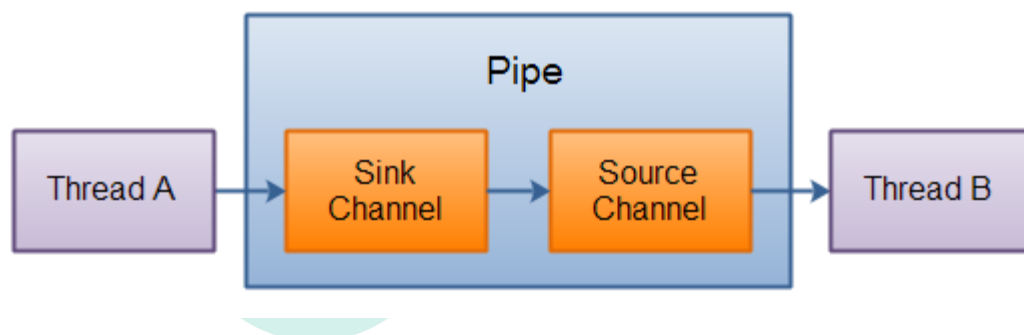 Pipe
Thread A
Sink
Channel
Source
Channel
Thread B